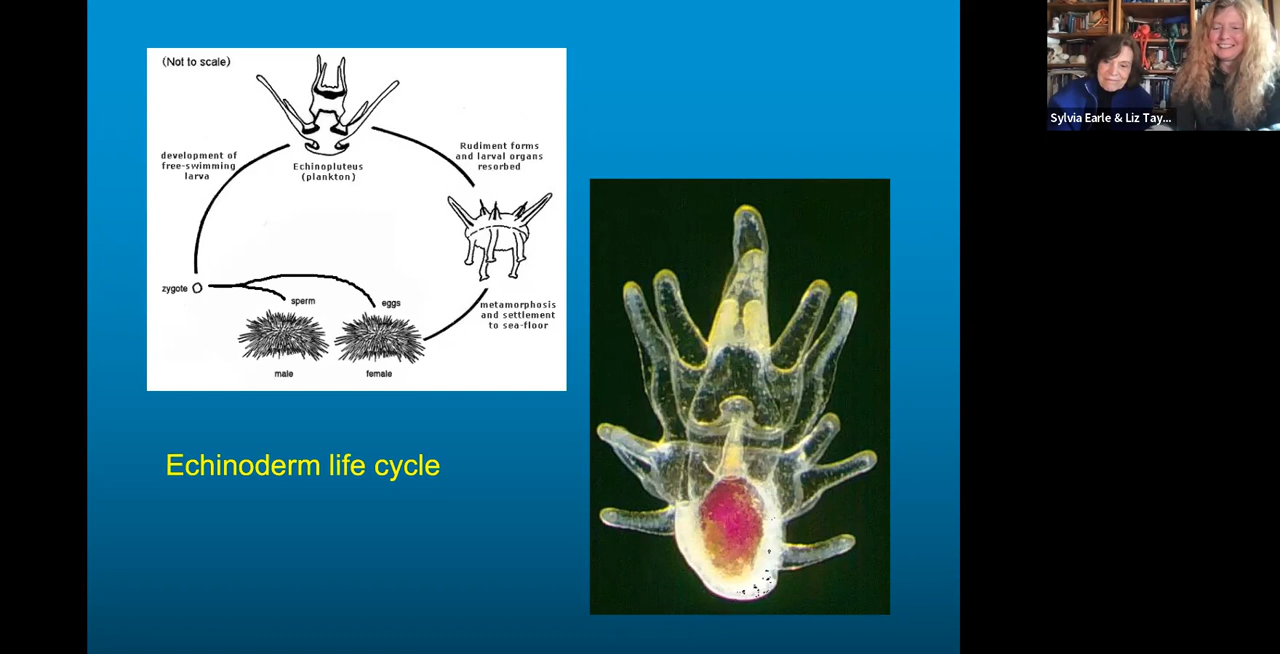 (Not to scale)
Echinopluteus
(plankton)
development of
free-swimming
larva
Rudiment forms
and larval organs
resorbed
zygote
sperm
eggs
metamorphosis
and settlement
to sea-floor
male
female
Echinoderm life cycle
Sylvia Earle & Liz Tay...